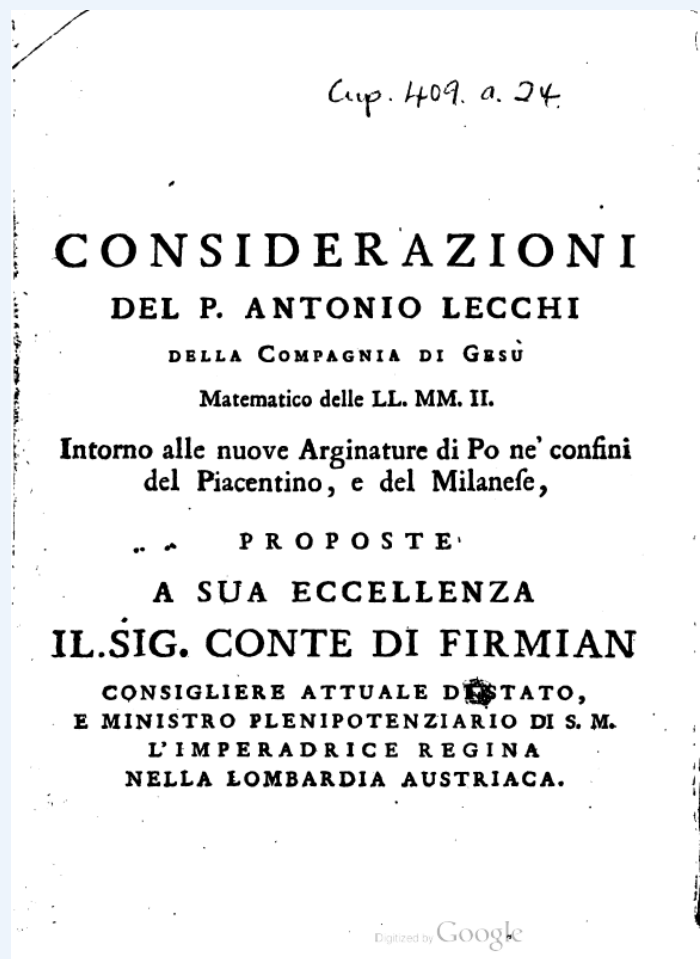 Cup. 409. a. 24.
CONSIDERAZIONI
DEL P. ANTONIO LECCHI
DELLA COMPAGNIA DI GESÙ
Matematico delle LL. MM. II.
Intorno alle nuove Arginature di Po ne' confini
del Piacentino, e del Milaneſe,
PROPOSTE
A SUA ECCELLENZA
IL. SIG. CONTE DI FIRMIAN
CONSIGLIERE ATTUALE DI STATO,
E MINISTRO PLENIPOTENZIARIO DI S. M.
L'IMPERADRICE REGINA
NELLA LOMBARDIA AUSTRIACA.
Digitized by Google